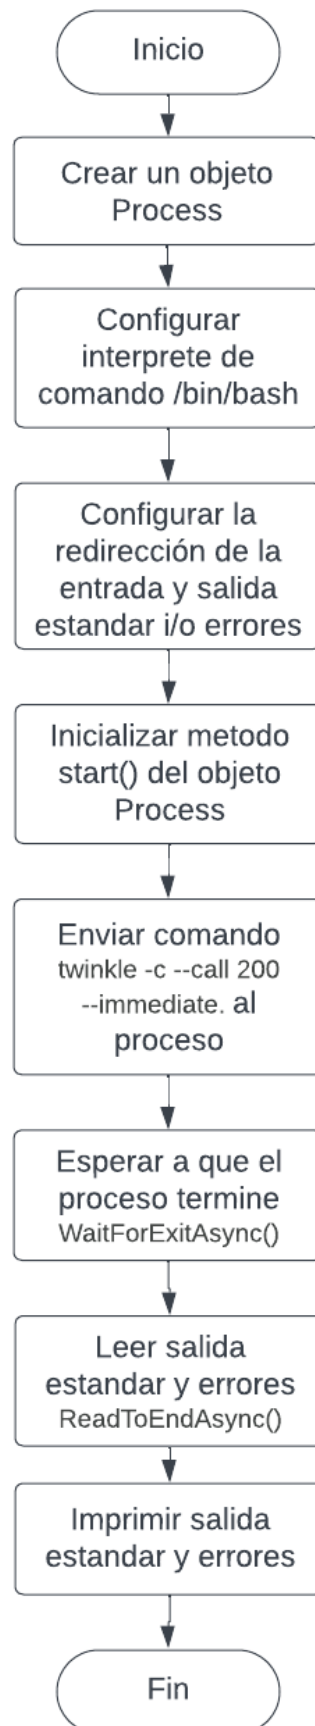 Inicio
Crear un objeto
Process
Configurar
interprete de
comando /bin/bash
Configurar la
redirección de la
entrada y salida
estandar i/o errores
Inicializar metodo
start() del objeto
Process
Enviar comando
twinkle -c --call 200
--immediate. al
proceso
Esperar a que el
proceso termine
WaitForExitAsync()
Leer salida
estandar y errores
ReadToEndAsync()
Imprimir salida
estandar y errores
Fin